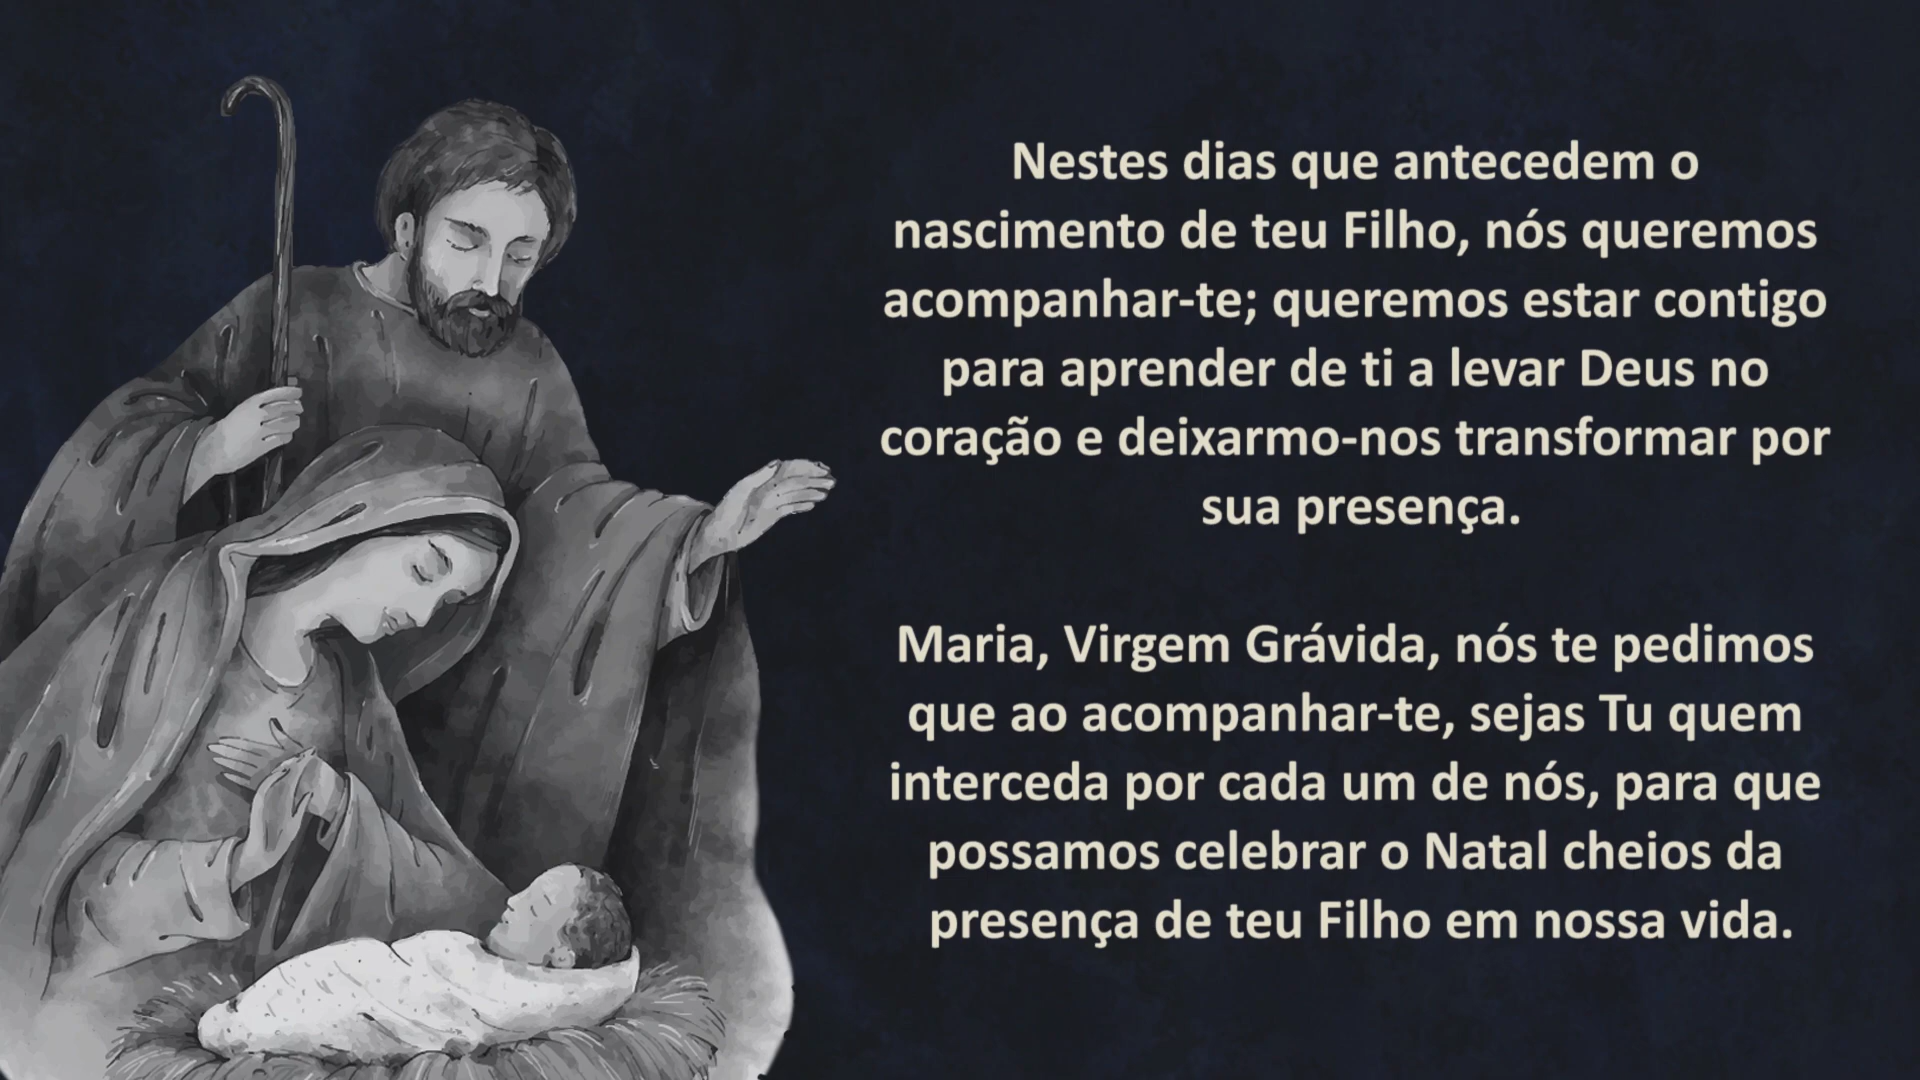 Nestes dias que antecedem o
nascimento de teu Filho, nós queremos
acompanhar-te; queremos estar contigo
para aprender de ti a levar Deus no
coração e deixarmo-nos transformar por
sua presença.
Maria, Virgem Grávida, nós te pedimos
que ao acompanhar-te, sejas Tu quem
interceda por cada um de nós, para que
possamos celebrar o Natal cheios da
presença de teu Filho em nossa vida.